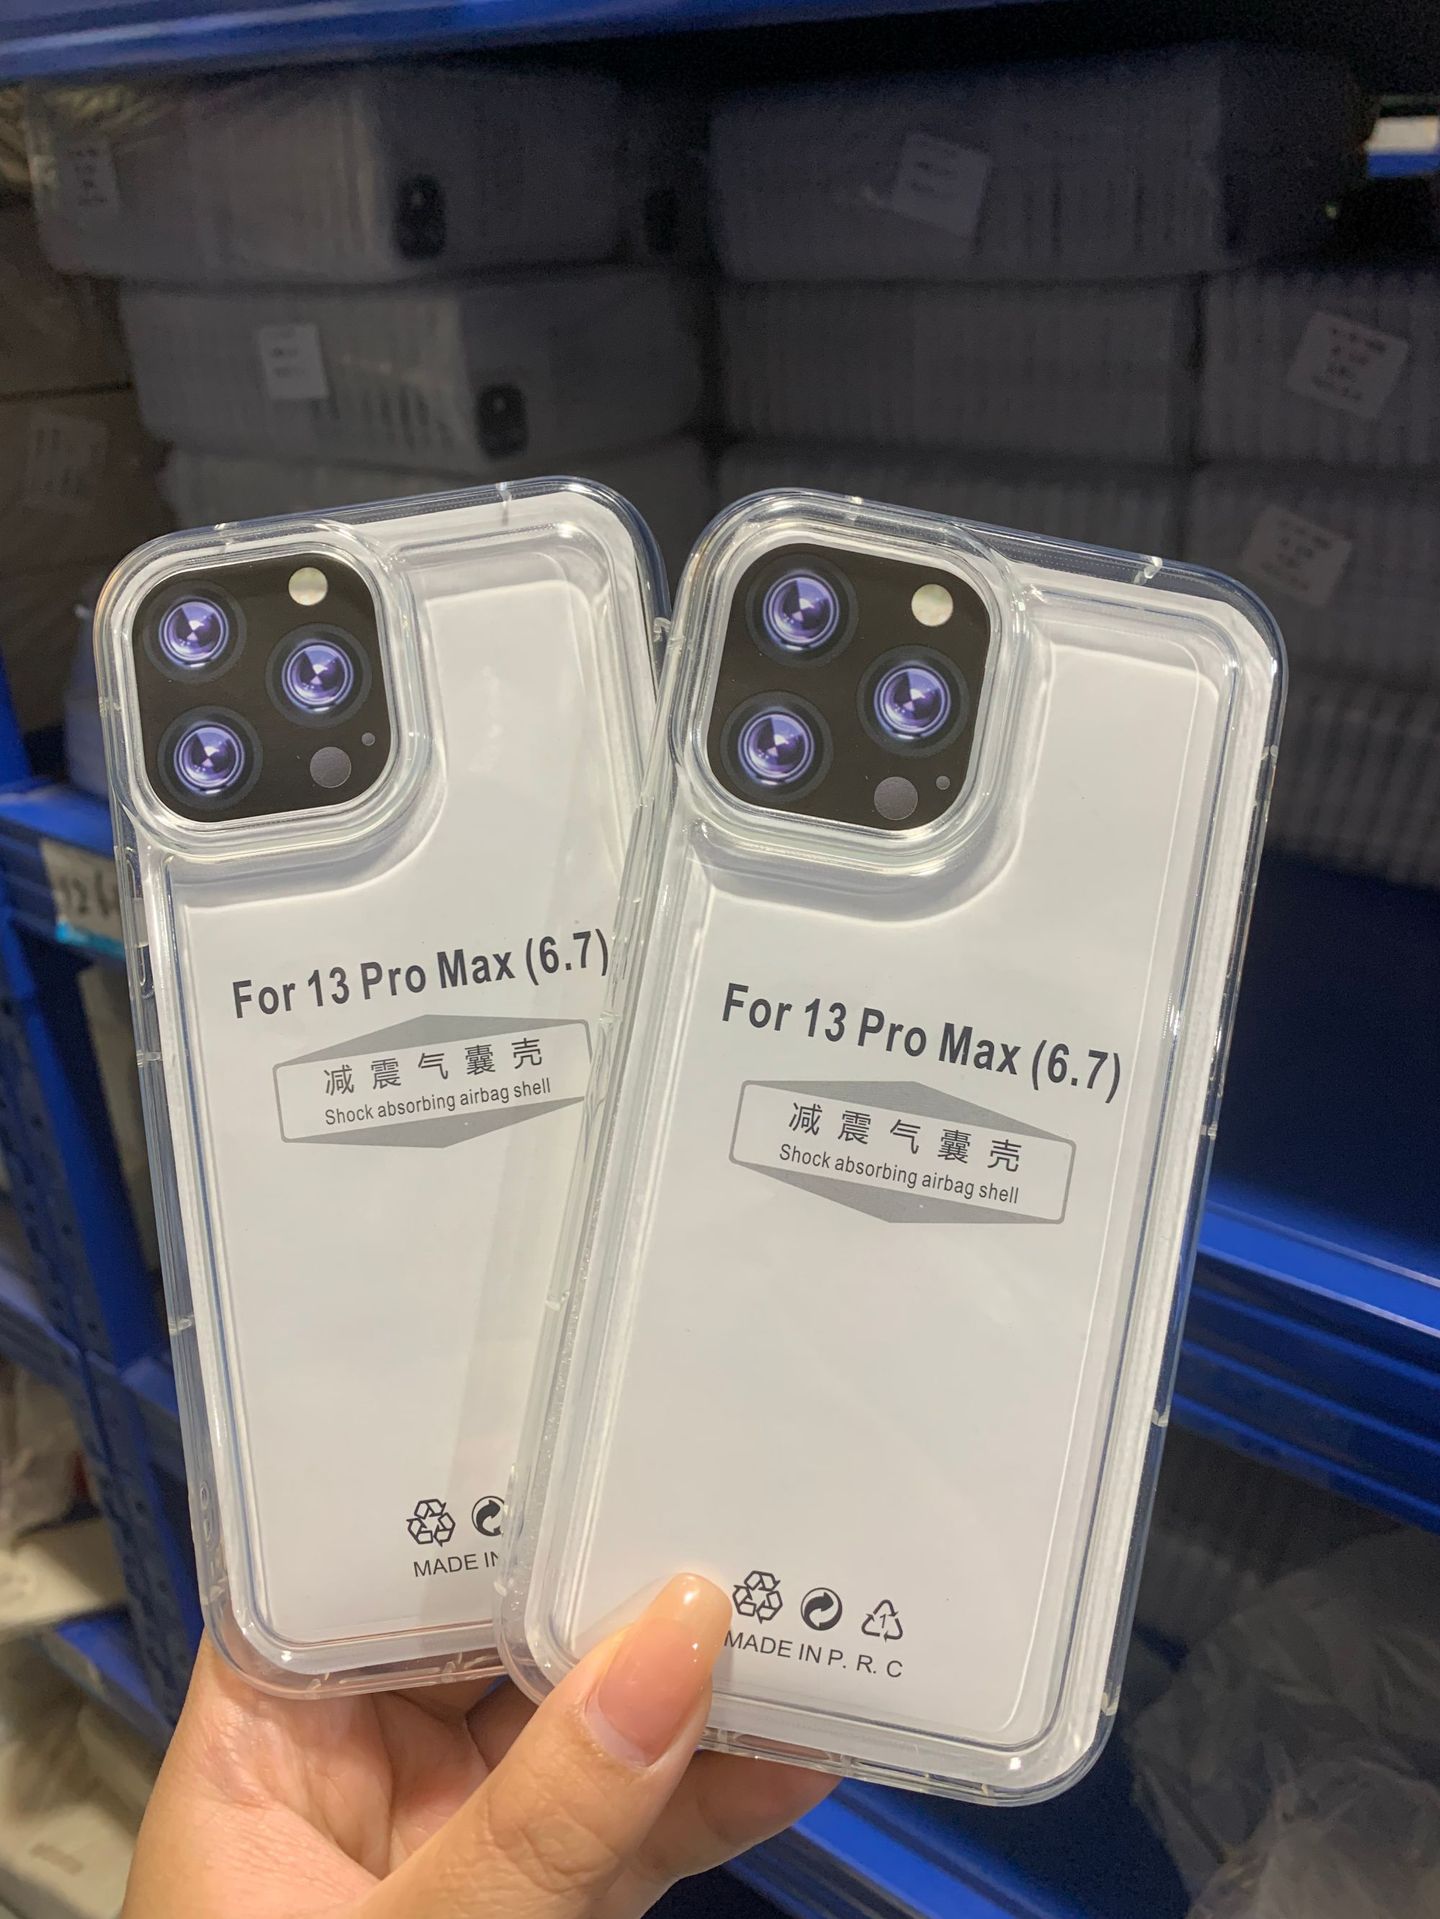 For 13 Pro Max (6.7)
减震气囊壳
Shock absorbing airbag shell
MADE IN
For 13 Pro Max (6.7)
减震气囊壳
Shock absorbing airbag shell
1
MADE IN P. R. C